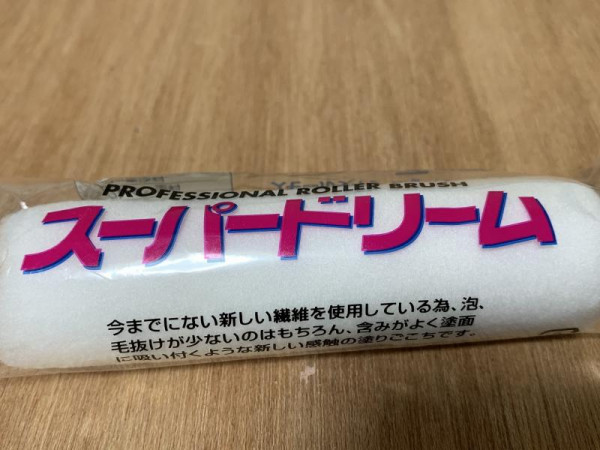 PROFESSIONAL ROLLER BRUSH
スーパードリーム
今までにない新しい繊維を使用している為、泡、
毛抜けが少ないのはもちろん、含みがよく塗面
に吸い付くような新しい感触の塗りごこちです。